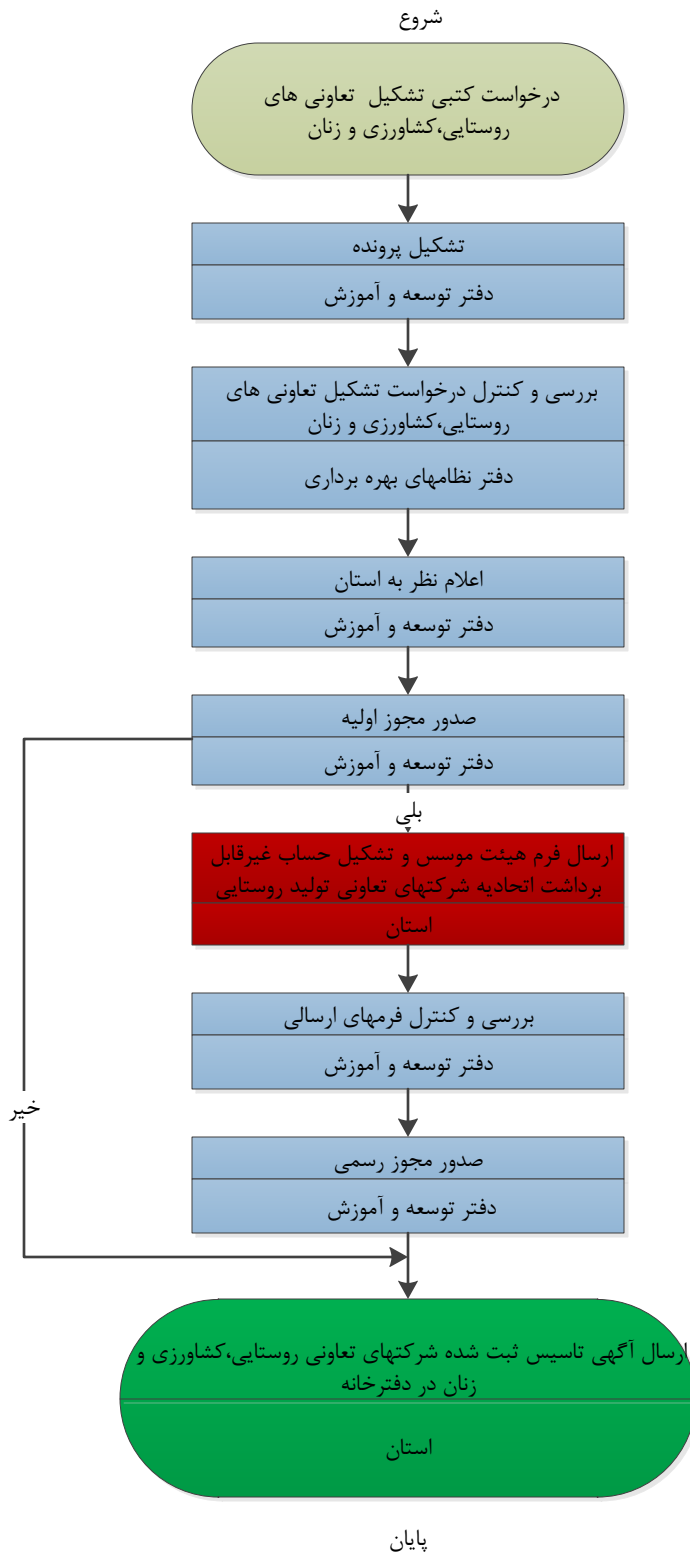 شروع
درخواست کتبی تشکیل تعاونی های
روستایی،کشاورزی و زنان
تشکیل پرونده
دفتر توسعه و آموزش
بررسی و کنترل درخواست تشکیل تعاونی های
روستایی،کشاورزی و زنان
دفتر نظامهای بهره برداری
اعلام نظر به استان
دفتر توسعه و آموزش
صدور مجوز اولیه
دفتر توسعه و آموزش
بلی
ارسال فرم هیئت موسس و تشکیل حساب غیرقابل
برداشت اتحادیه شرکتهای تعاونی تولید روستایی
استان
بررسی و کنترل فرمهای ارسالی
دفتر توسعه و آموزش
خیر
صدور مجوز رسمی
دفتر توسعه و آموزش
ارسال آگهی تاسیس ثبت شده شرکتهای تعاونی روستایی،کشاورزی و
زنان در دفترخانه
استان
پایان